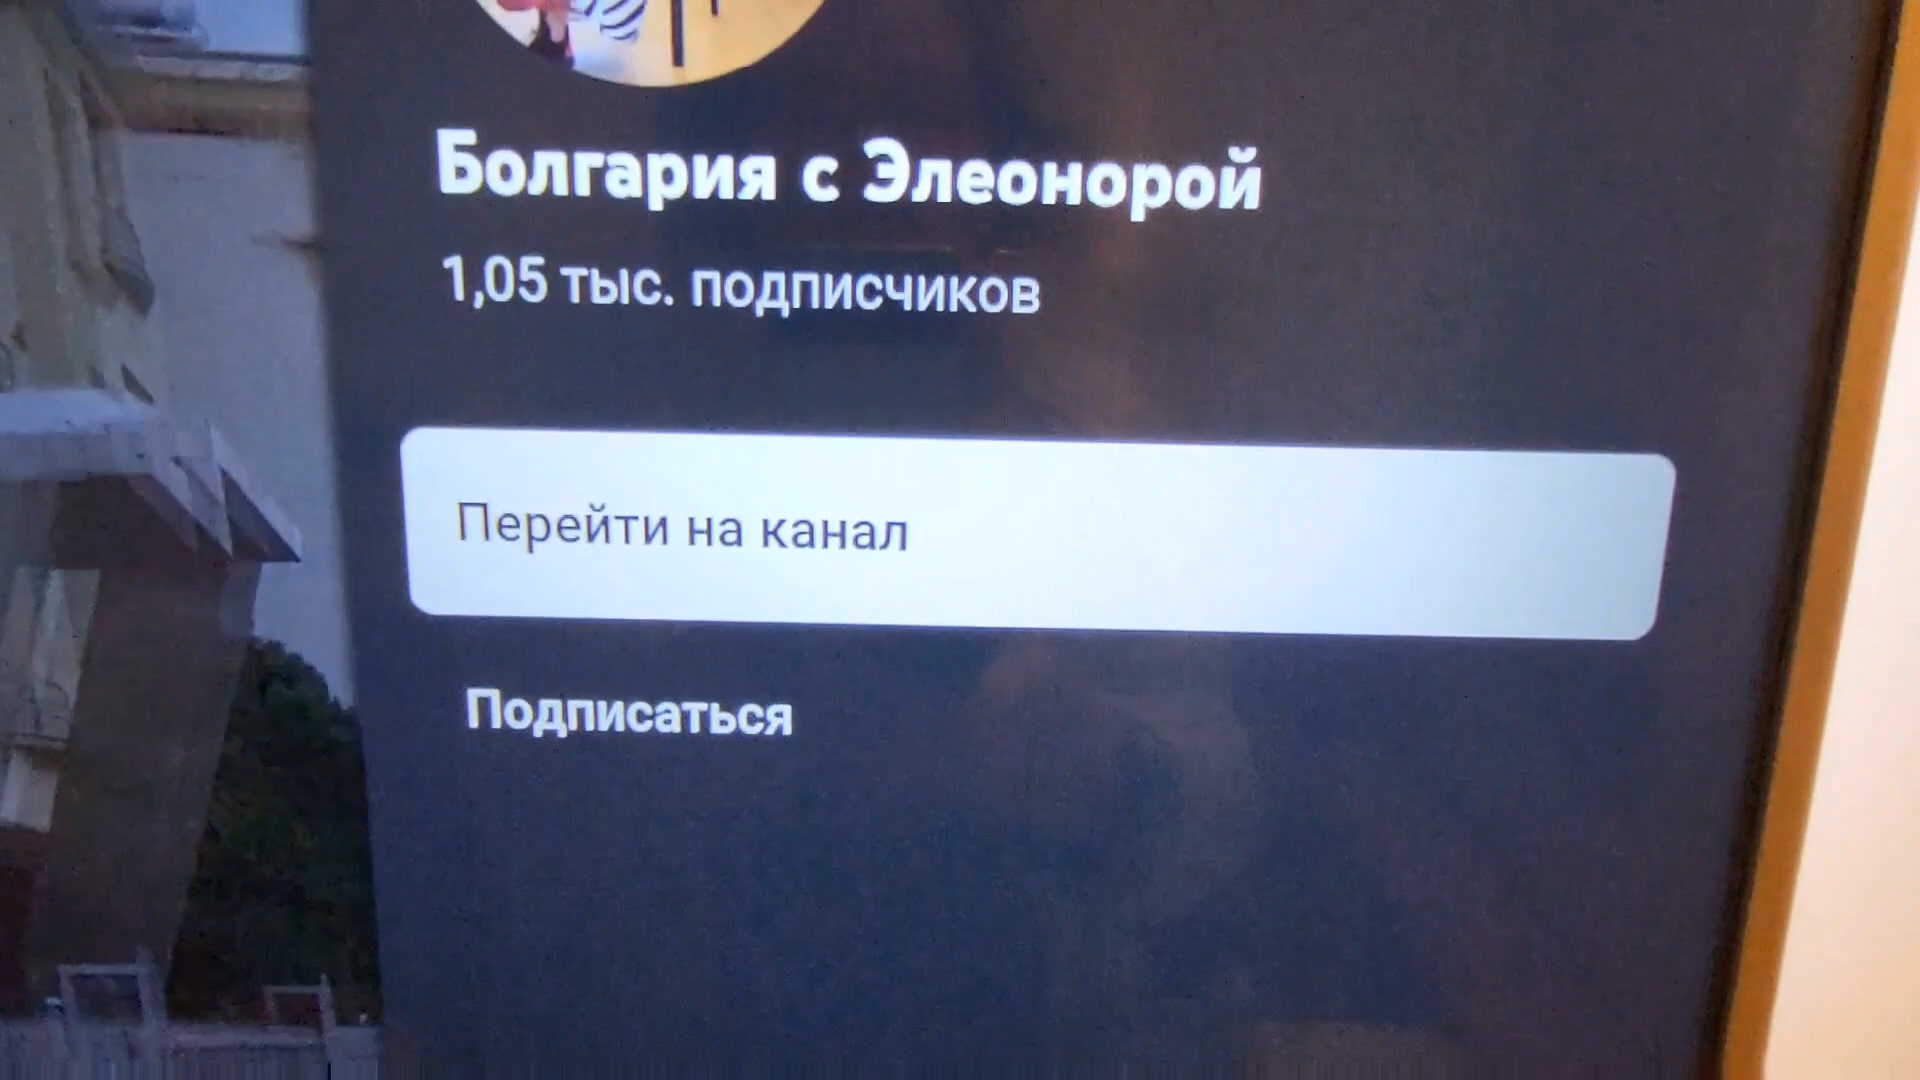 Болгария с Элеонорой
1,05 тыс. подписчиков
Перейти на канал
Подписаться